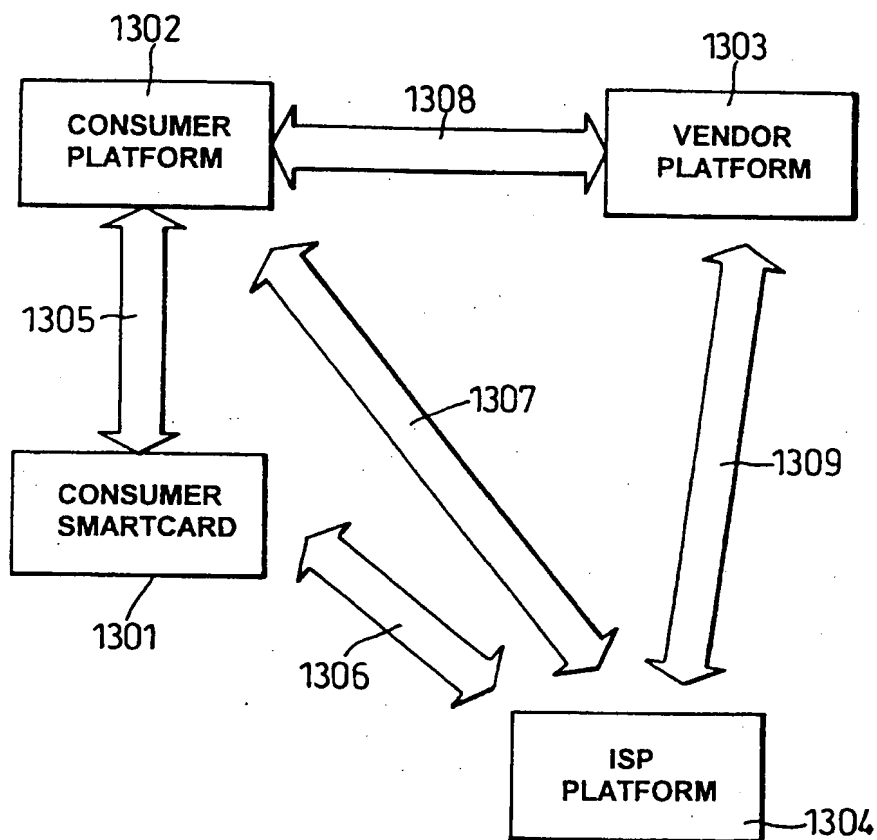 1302
1303
1308
CONSUMER
PLATFORM
VENDOR
PLATFORM
1305
1307
1309
CONSUMER
SMARTCARD
1301
1306
ISP
PLATFORM
1304